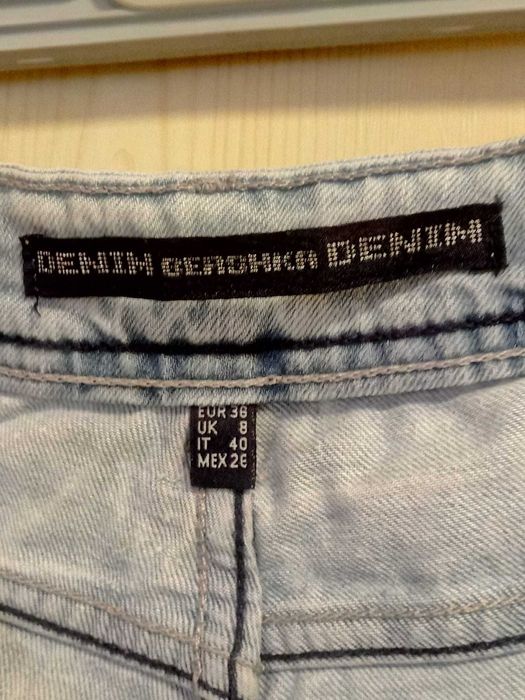 DENIM BERSHKA DENIM
EUR 36
UK 8
IT 40
MEX 26